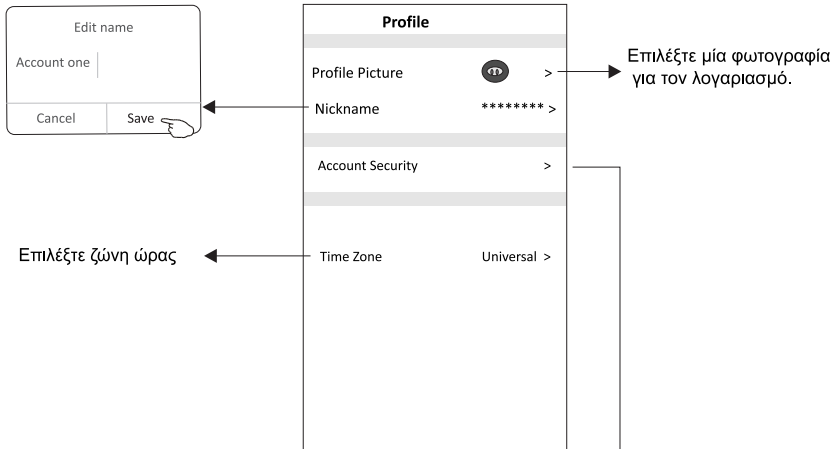 Edit name
Account one
Cancel Save
Profile
Profile Picture >
Nickname ******** >
Account Security >
Time Zone Universal >
Επιλέξτε μία φωτογραφία
για τον λογαριασμό.
Επιλέξτε ζώνη ώρας